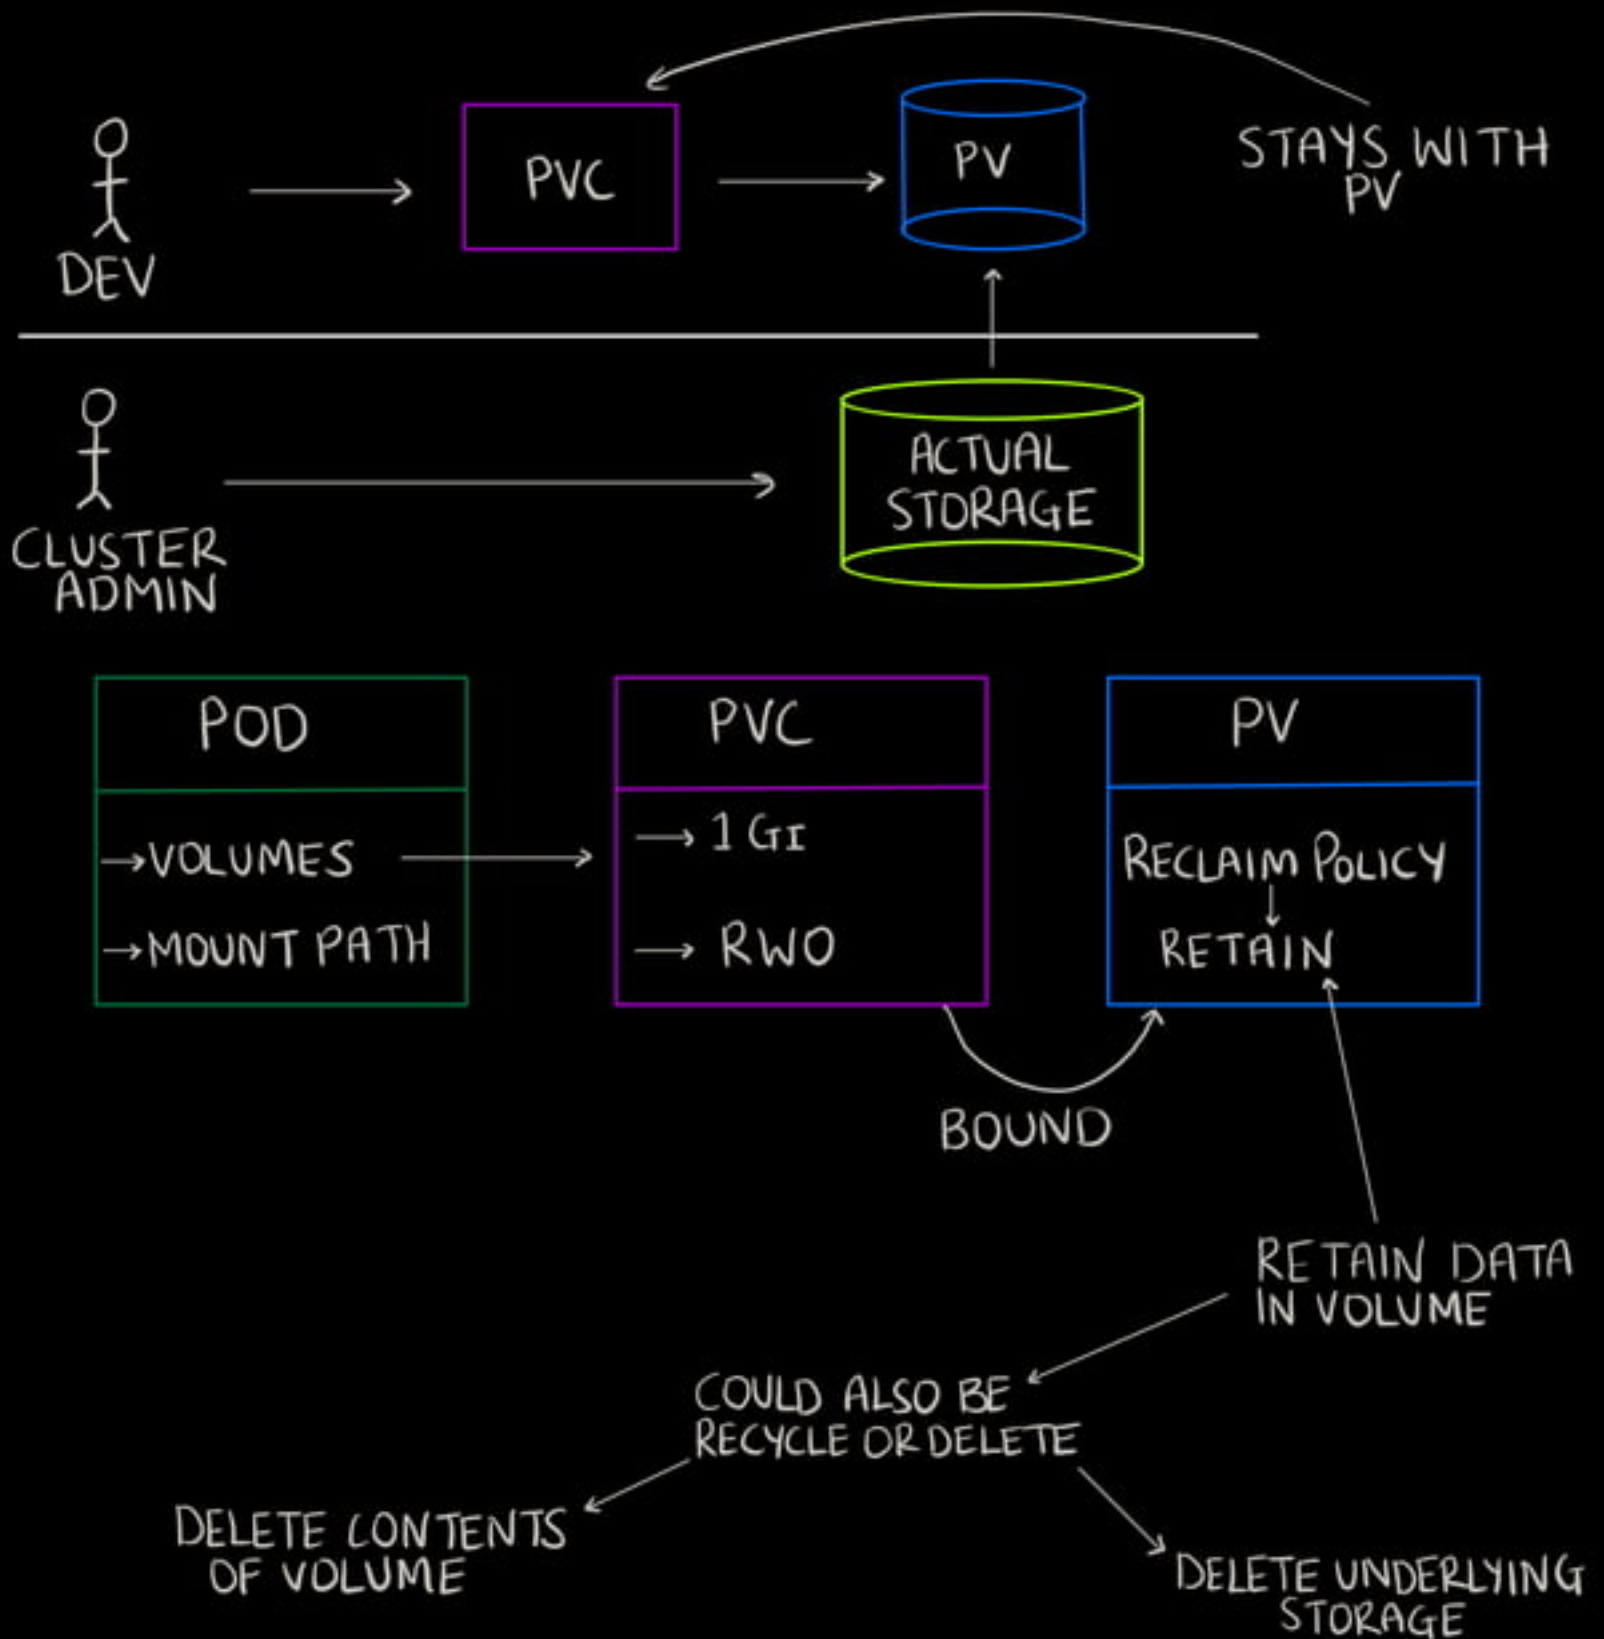 PVC
PV
STAYS WITH
PV
DEV
ACTUAL
STORAGE
CLUSTER
ADMIN
POD
VOLUMES
MOUNT PATH
PVC
1 GI
RWO
PV
RECLAIM POLICY
RETAIN
BOUND
RETAIN DATA
IN VOLUME
COULD ALSO BE
RECYCLE OR DELETE
DELETE CONTENTS
OF VOLUME
DELETE UNDERLYING
STORAGE